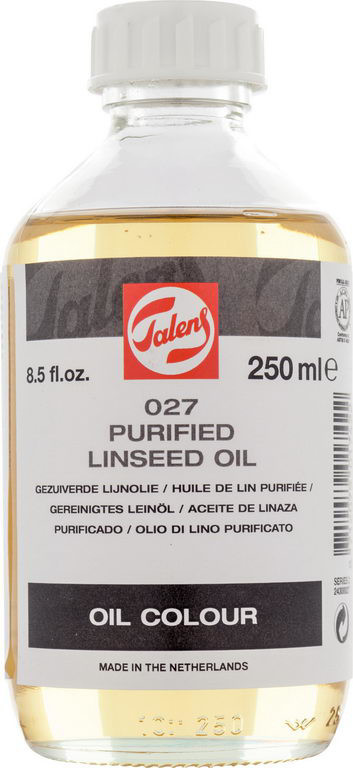 Talens
8.5 fl.oz.
250 ml e
027
PURIFIED
LINSEED OIL
GEZUIVERDE LIJNOLIE / HUILE DE LIN PURIFIÉE /
GEREINIGTES LEINÖL / ACEITE DE LINAZA
PURIFICADO / OLIO DI LINO PURIFICATO
OIL COLOUR
MADE IN THE NETHERLANDS